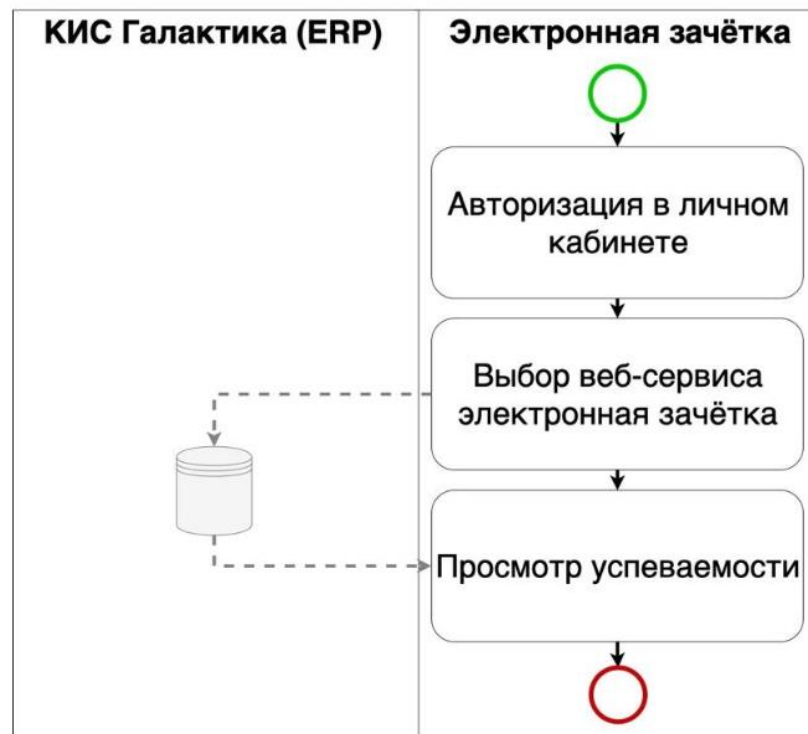 КИС Галактика (ERP)
Электронная зачётка
Авторизация в личном
кабинете
Выбор веб-сервиса
электронная зачётка
Просмотр успеваемости